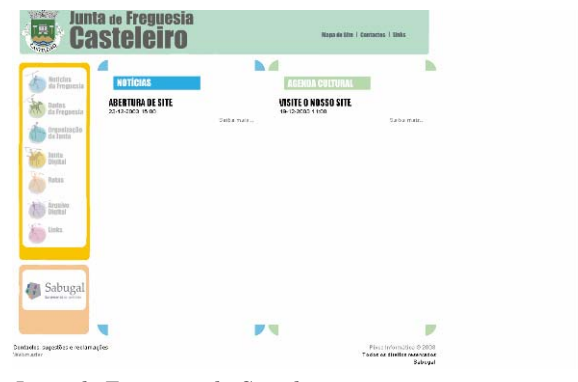 Junta de Freguesia
Casteleiro
Mapa do Site | Contactos | Links
Notícias
da Freguesia
Dados
da Freguesia
Organização
da Junta
Junta
Digital
Rotas
Arquivo
Digital
Links
Sabugal
NOTÍCIAS
ABERTURA DE SITE
AGENDA CULTURAL
VISITE O NOSSO SITE
Saiba mais...
Saiba mais...
Contactos, sugestões e reclamações
Webmaster
Todos os direitos reservados
Sabugal